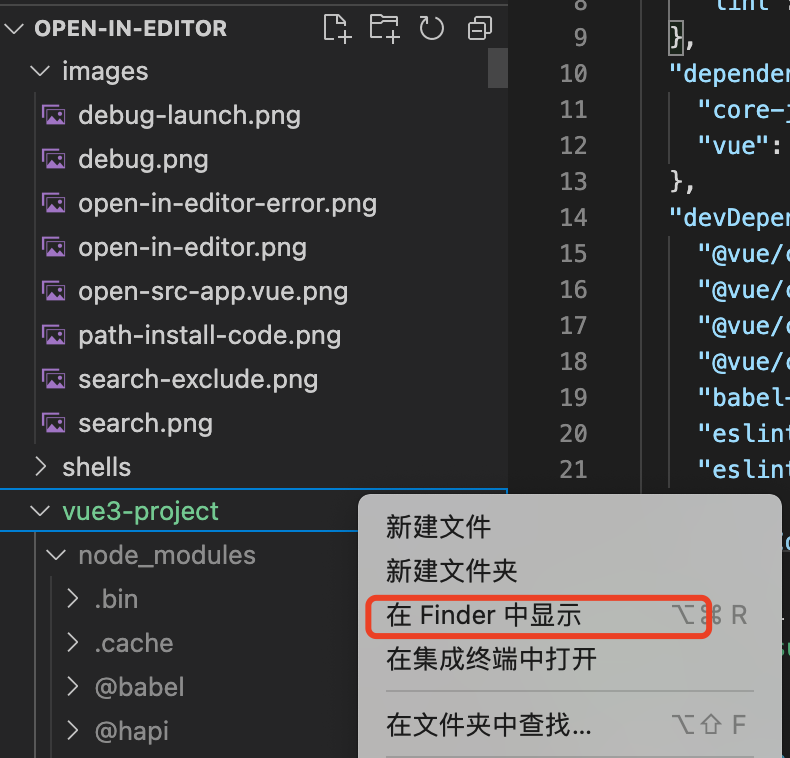 OPEN-IN-EDITOR
images
debug-launch.png
debug.png
open-in-editor-error.png
open-in-editor.png
open-src-app.vue.png
path-install-code.png
search-exclude.png
search.png
shells
vue3-project
node_modules
.bin
.cache
@babel
@hapi
8
9 },
10 "depende
11 "core-
12 "vue":
13 },
14 "devDepen
15 "@vue/
16 "@vue/
17 "@vue/
18 "@vue/
19 "babel-
20 "eslint
21 "eslint
新建文件
新建文件夹
在 Finder 中显示 ⌥⌘ R
在集成终端中打开
在文件夹中查找... ⌥⇧ F